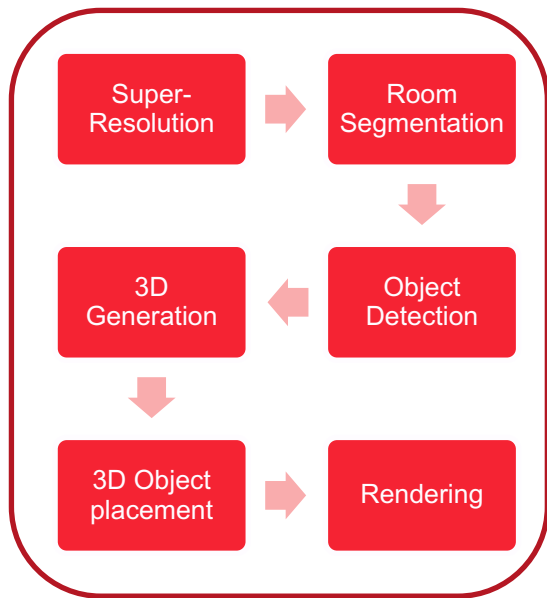 Super-
Resolution
Room
Segmentation
Object
Detection
3D
Generation
3D Object
placement
Rendering